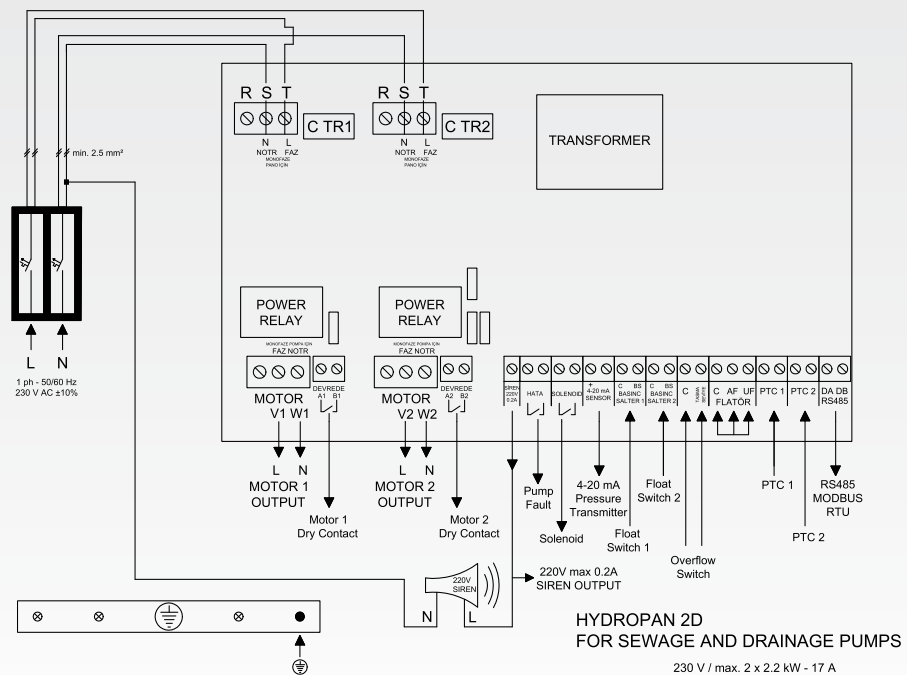 R S T
C TR1
N L
NOTR FAZ
MONOFAZE
PANO İÇİN
R S T
C TR2
N L
NOTR FAZ
MONOFAZE
PANO İÇİN
TRANSFORMER
min. 2.5 mm²
L N
1 ph - 50/60 Hz
230 V AC ±10%
POWER
RELAY
MONOFAZE POMPA İÇİN
FAZ NOTR
MOTOR
V1 W1
DEVREDE
A1 B1
POWER
RELAY
MONOFAZE POMPA İÇİN
FAZ NOTR
MOTOR
V2 W2
DEVREDE
A2 B2
SİREN
220V
0.2A
HATA
SOLENOID
+
4-20 mA
SENSOR
C BS
BASINC
SALTER 1
C BS
BASINC
SALTER 2
C
TASMA
SEVIYE
C AF UF
FLATÖR
PTC 1
PTC 2
DA DB
RS485
L N
MOTOR 1
OUTPUT
Motor 1
Dry Contact
L N
MOTOR 2
OUTPUT
Motor 2
Dry Contact
Pump
Fault
Solenoid
4-20 mA
Pressure
Transmitter
Float
Switch 1
Float
Switch 2
Overflow
Switch
PTC 1
PTC 2
RS485
MODBUS
RTU
220V
SIREN
N L
220V max 0.2A
SIREN OUTPUT
HYDROPAN 2D
FOR SEWAGE AND DRAINAGE PUMPS
230 V / max. 2 x 2.2 kW - 17 A